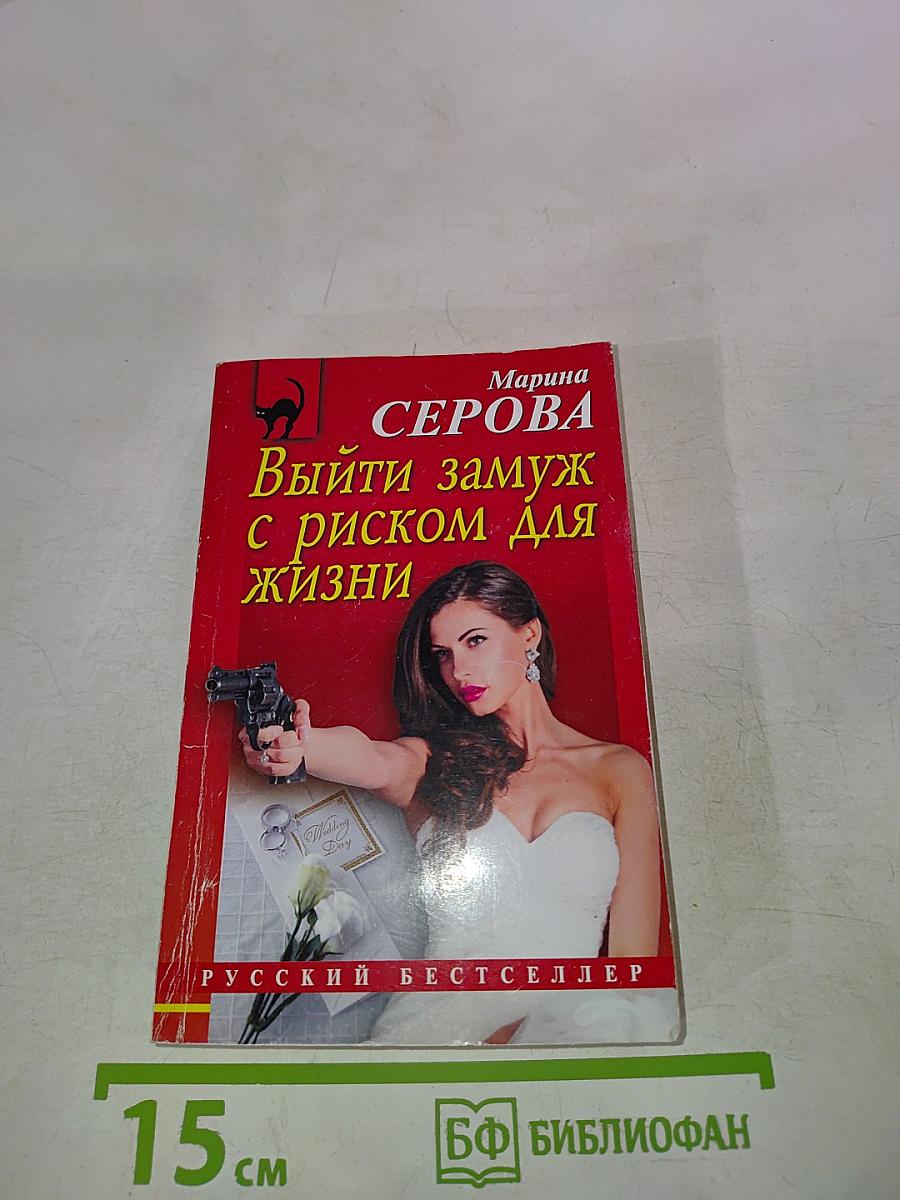 Марина
СЕРОВА
Выйти замуж
с риском для
жизни
Wedding
Day
РУССКИЙ БЕСТСЕЛЛЕР
15 см
БФ БИБЛИОФАН